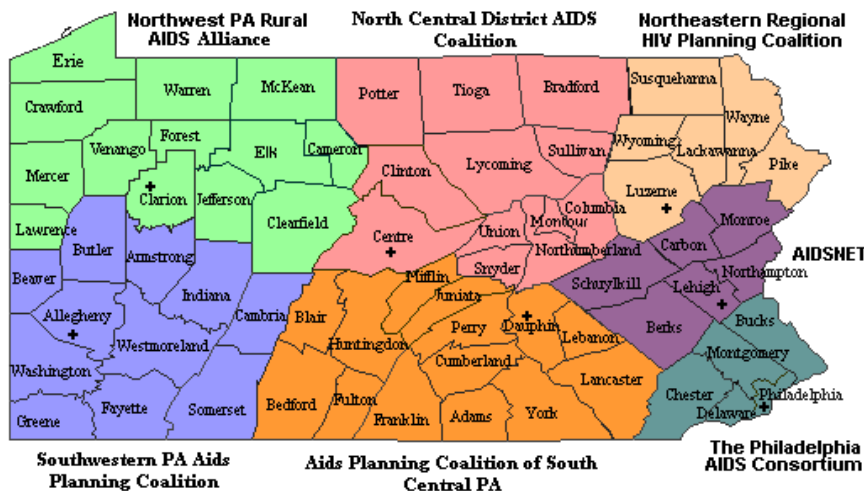 Northwest PA Rural
AIDS Alliance
North Central District AIDS
Coalition
Northeastern Regional
HIV Planning Coalition
Erie
Warren
McKean
Crawford
Potter
Tioga
Bradford
Susquehanna
Wayne
Forest
Venango
Elk
Cameron
Wyoming
Lackawanna
Sullivan
Pike
Mercer
Clarion
Jefferson
Clinton
Lycoming
Luzerne
Lawrence
Clearfield
Columbia
Montour
Monroe
Union
Centre
Butler
Armstrong
Northumberland
Carbon
AIDSNET
Snyder
Beaver
Mifflin
Schuylkill
Northampton
Indiana
Juniata
Lehigh
Allegheny
Cambria
Blair
Perry
Dauphin
Bucks
Westmoreland
Huntingdon
Lebanon
Berks
Cumberland
Montgomery
Washington
Lancaster
Chester
Philadelphia
Bedford
Fulton
Franklin
Adams
York
Delaware
Greene
Fayette
Somerset
Southwestern PA Aids
Planning Coalition
Aids Planning Coalition of South
Central PA
The Philadelphia
AIDS Consortium